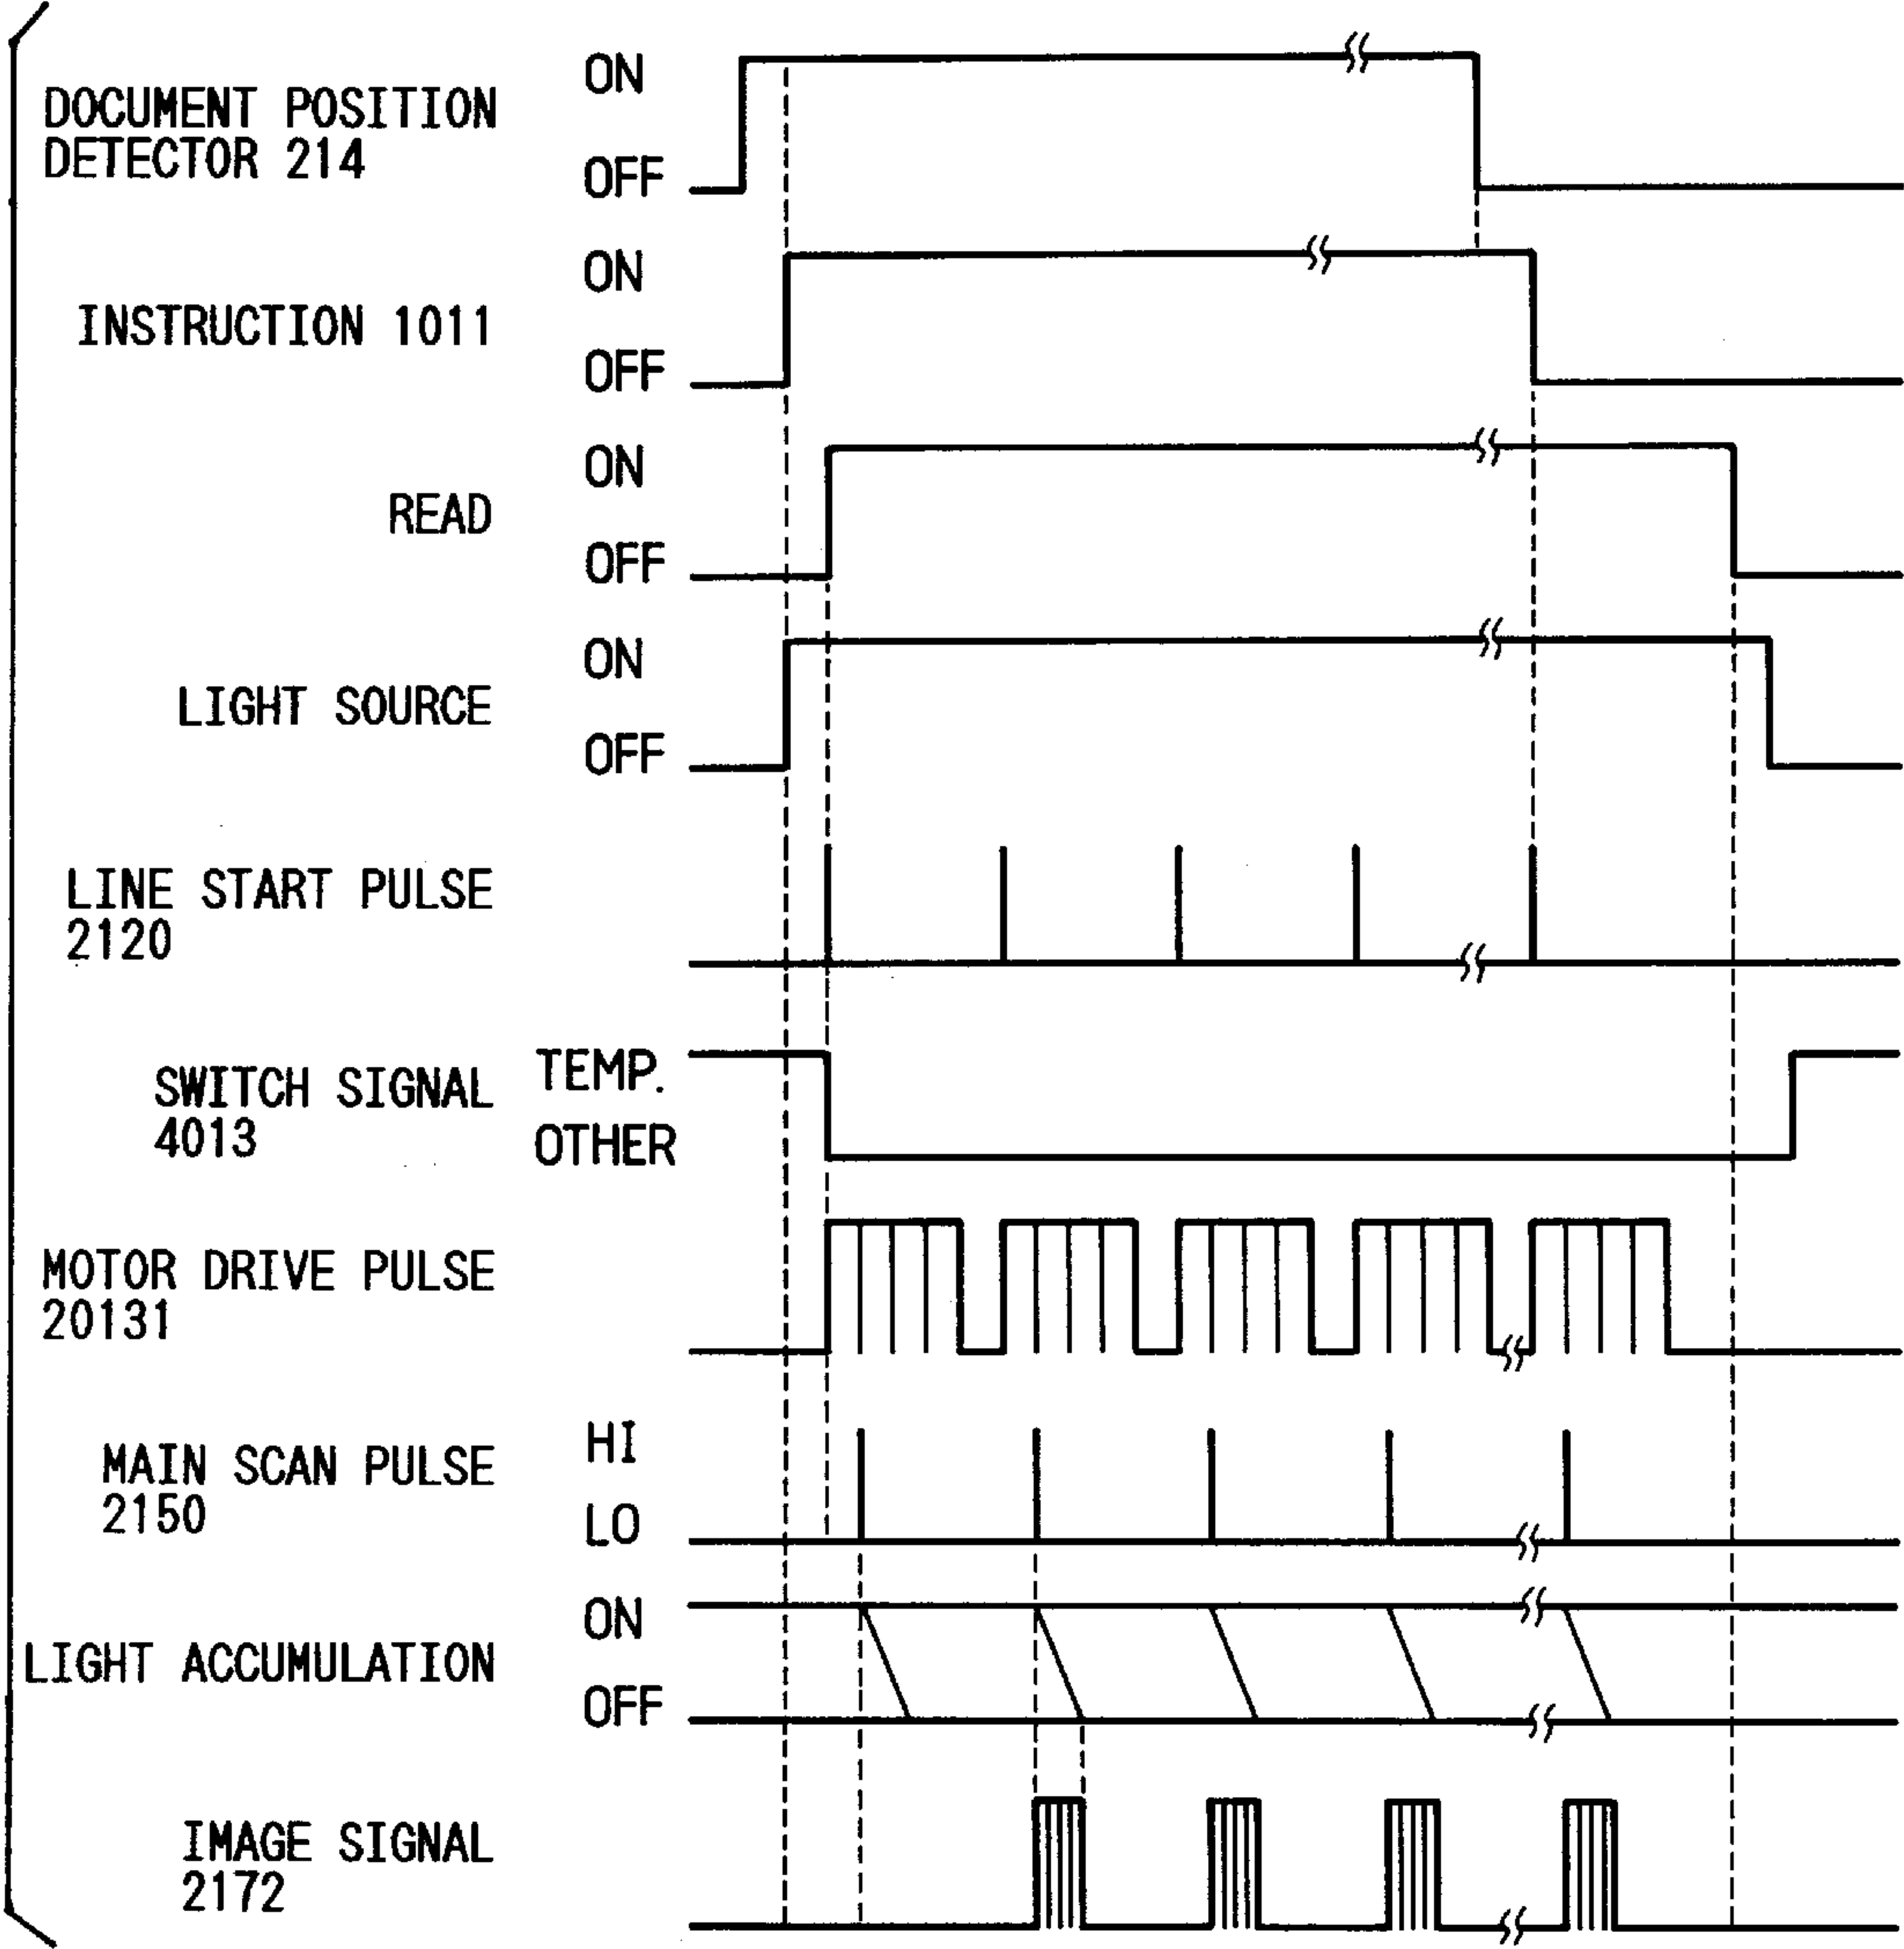 DOCUMENT POSITION
DETECTOR 214
ON
OFF
INSTRUCTION 1011
ON
OFF
READ
ON
OFF
LIGHT SOURCE
ON
OFF
LINE START PULSE
2120
SWITCH SIGNAL
4013
TEMP.
OTHER
MOTOR DRIVE PULSE
20131
MAIN SCAN PULSE
2150
HI
LO
LIGHT ACCUMULATION
ON
OFF
IMAGE SIGNAL
2172